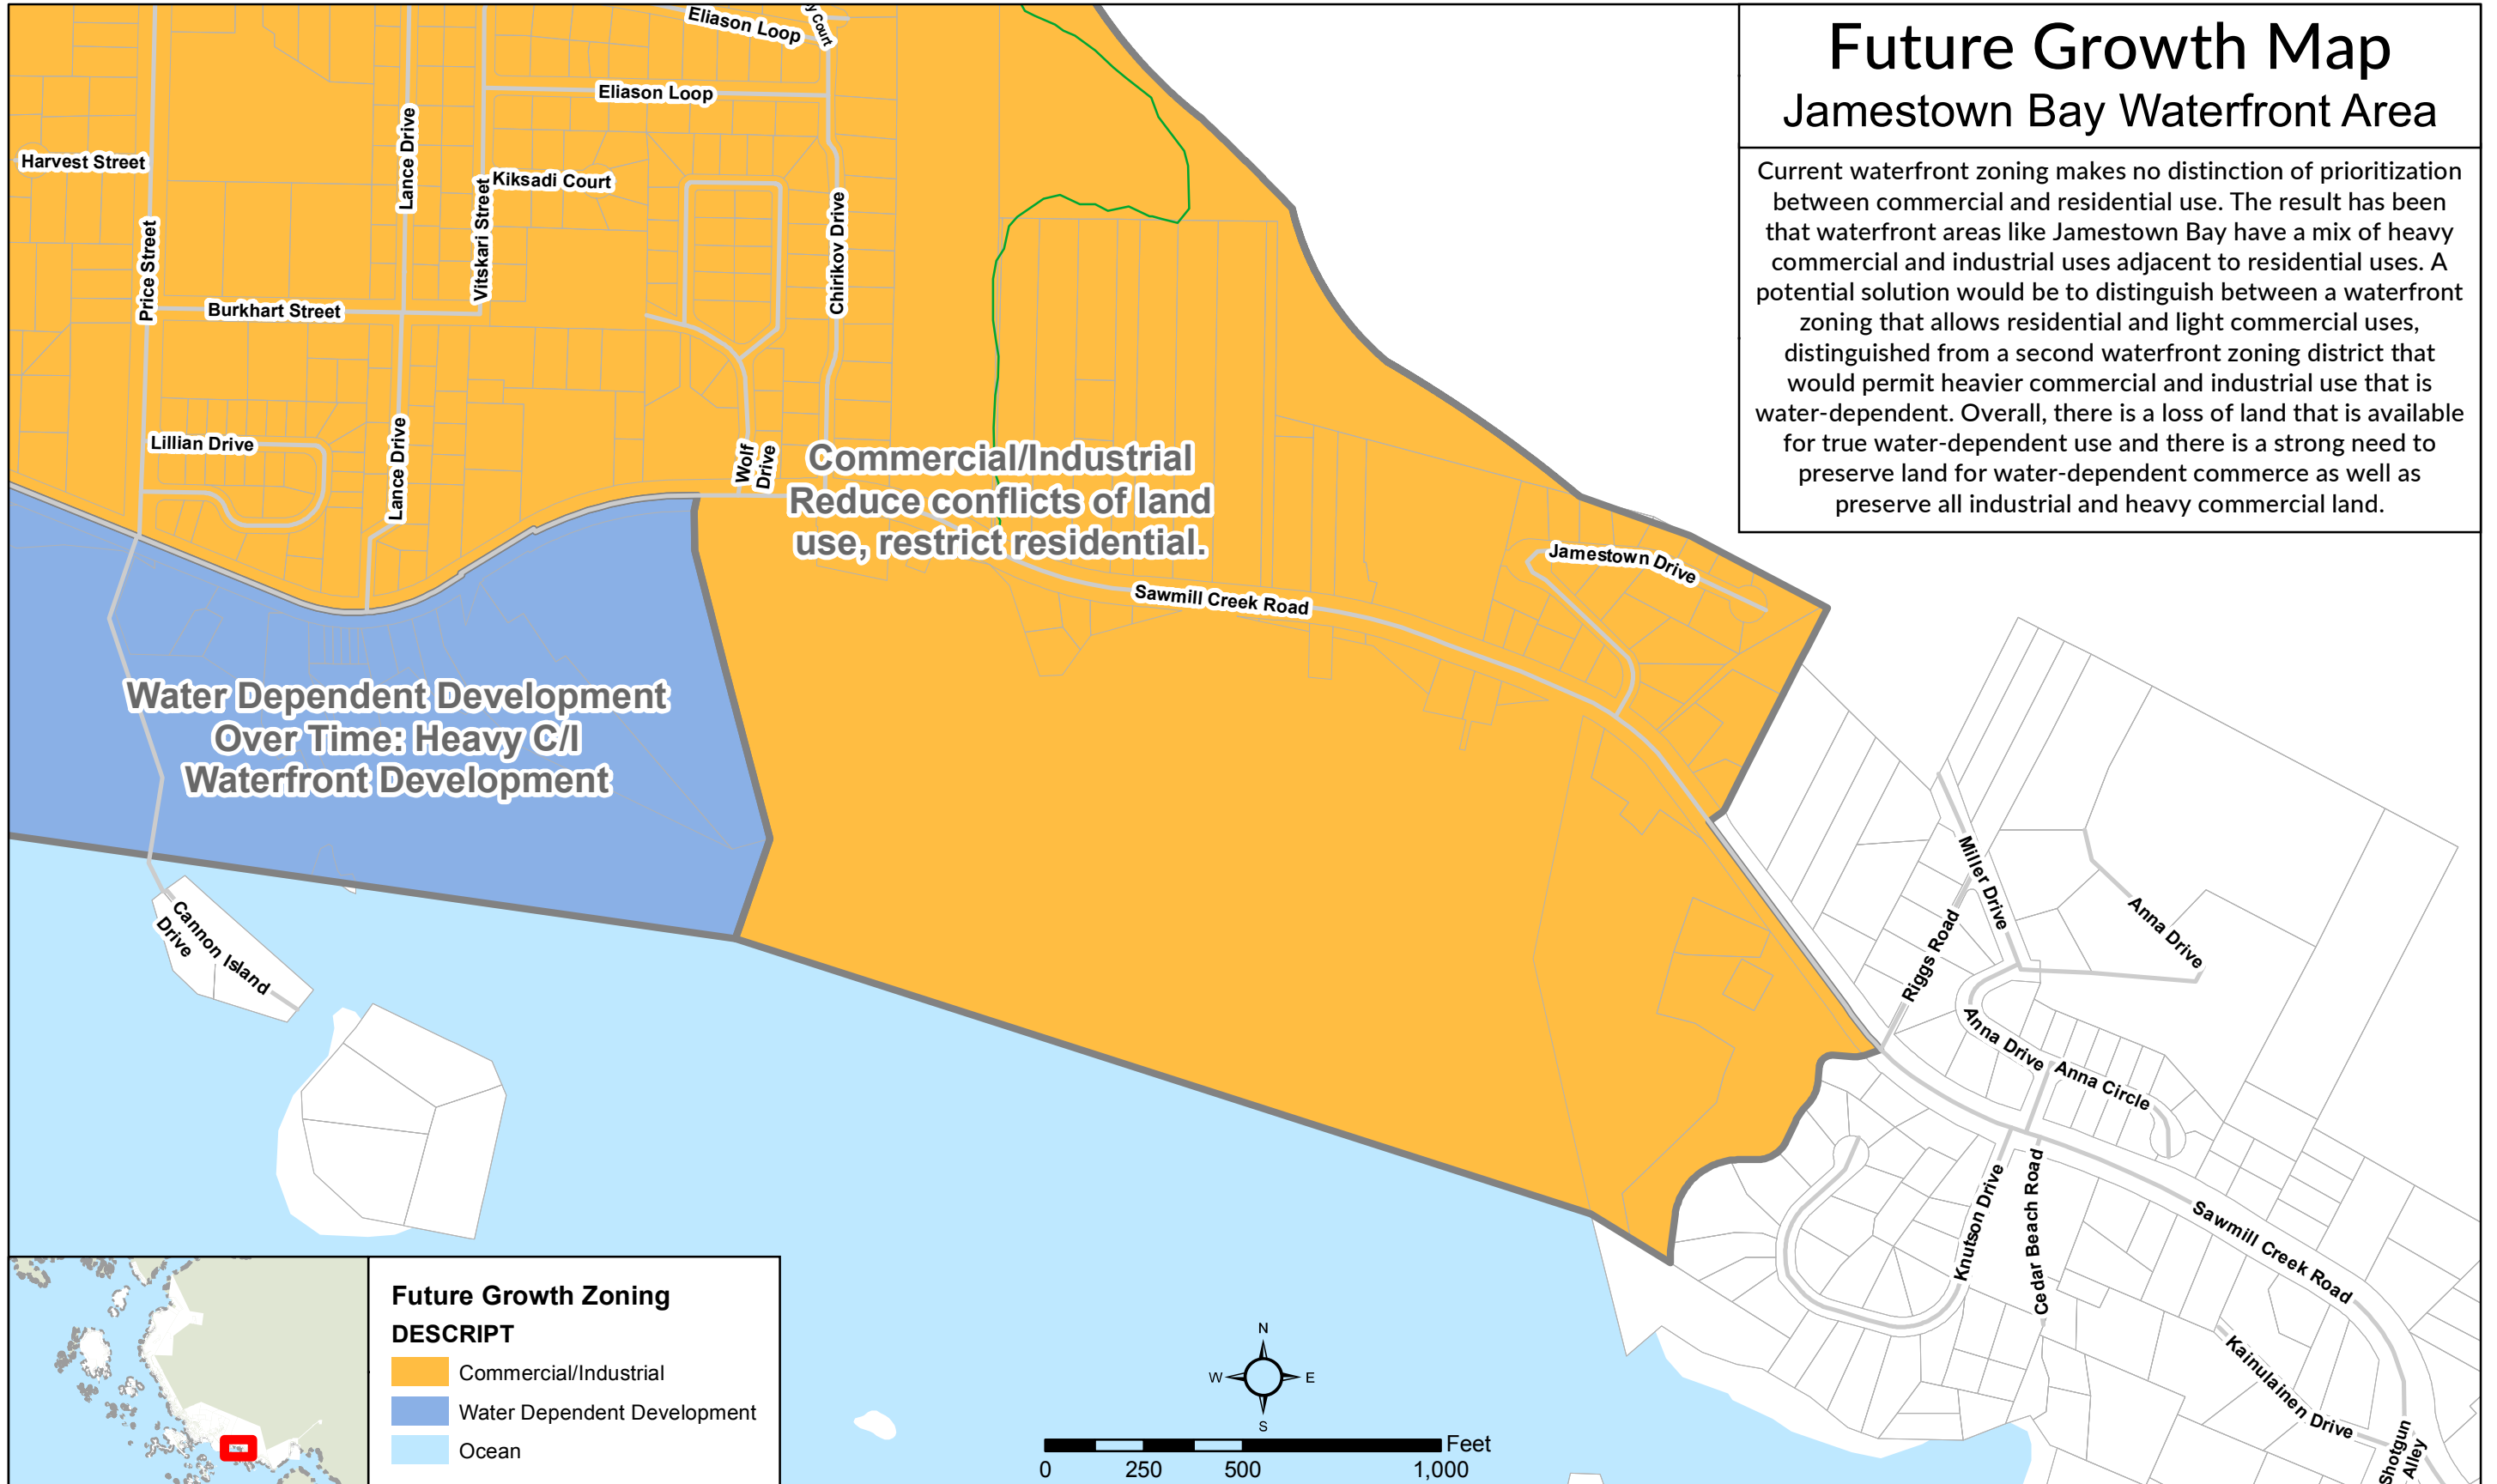 Future Growth Map
Jamestown Bay Waterfront Area
Current waterfront zoning makes no distinction of prioritization
between commercial and residential use. The result has been
that waterfront areas like Jamestown Bay have a mix of heavy
commercial and industrial uses adjacent to residential uses. A
potential solution would be to distinguish between a waterfront
zoning that allows residential and light commercial uses,
distinguished from a second waterfront zoning district that
would permit heavier commercial and industrial use that is
water-dependent. Overall, there is a loss of land that is available
for true water-dependent use and there is a strong need to
preserve land for water-dependent commerce as well as
preserve all industrial and heavy commercial land.
Eliason Loop
Court
Eliason Loop
Harvest Street
Lance Drive
Kiksadi Court
Vitskari Street
Price Street
Burkhart Street
Chirikov Drive
Lillian Drive
Lance Drive
Wolf
Drive
Commercial/Industrial
Reduce conflicts of land
use, restrict residential.
Jamestown Drive
Sawmill Creek Road
Water Dependent Development
Over Time: Heavy C/I
Waterfront Development
Cannon Island
Drive
Miller Drive
Riggs Road
Anna Drive
Anna Drive
Anna Circle
Knutson Drive
Cedar Beach Road
Sawmill Creek Road
Kainulainen Drive
Shotgun
Alley
Future Growth Zoning
DESCRIPT
Commercial/Industrial
Water Dependent Development
Ocean
N
W
E
S
Feet
0
250
500
1,000